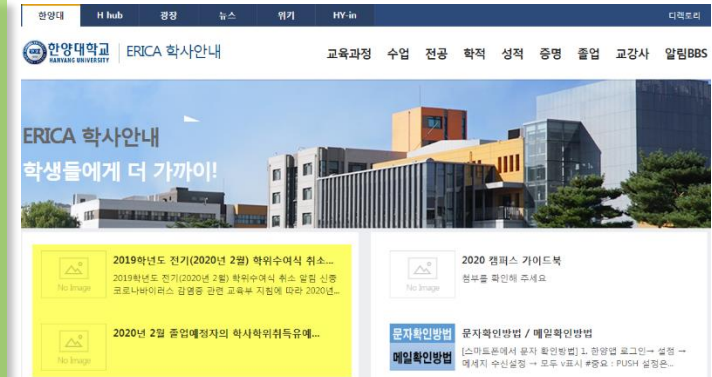 한양대 H hub 광장 뉴스 위키 HY-in 디렉토리
한양대학교 HANYANG UNIVERSITY ERICA 학사안내 교육과정 수업 전공 학적 성적 증명 졸업 교강사 알림BBS
ERICA 학사안내
학생들에게 더 가까이!
No Image
2019학년도 전기(2020년 2월) 학위수여식 취소...
2019학년도 전기(2020년 2월) 학위수여식 취소 알림 신종
코로나바이러스 감염증 관련 교육부 지침에 따라 2020년...
No Image
2020년 2월 졸업예정자의 학사학위취득유예...
No Image
2020 캠퍼스 가이드북
첨부를 확인해 주세요
문자확인방법
메일확인방법
문자확인방법 / 메일확인방법
[스마트폰에서 문자 확인방법] 1. 한양앱 로그인→ 설정 →
메세지 수신설정 → 모두 v표시 #중요 : PUSH 설정은...